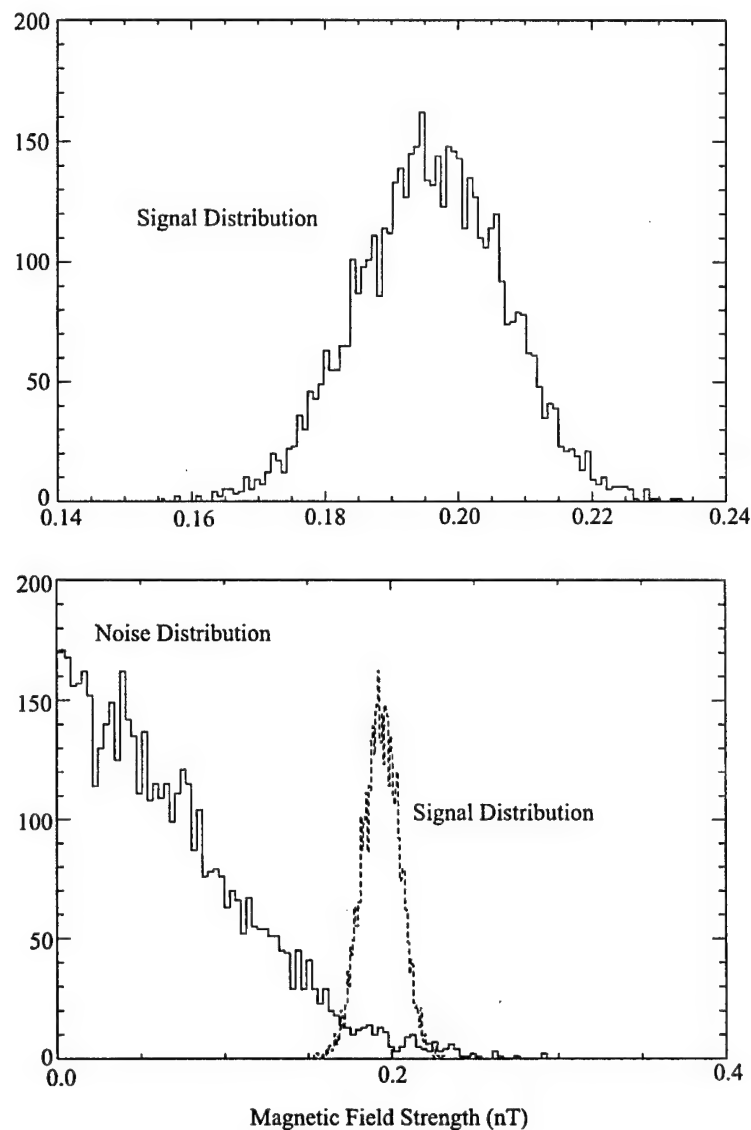 200
150
Signal Distribution
100
50
0
0.14 0.16 0.18 0.20 0.22 0.24
200
Noise Distribution
150
Signal Distribution
100
50
0
0.0 0.2 0.4
Magnetic Field Strength (nT)